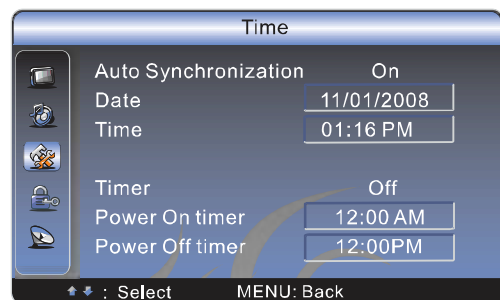 Time
Auto Synchronization On
Date 11/01/2008
Time 01:16 PM
Timer Off
Power On timer 12:00 AM
Power Off timer 12:00PM
: Select MENU: Back